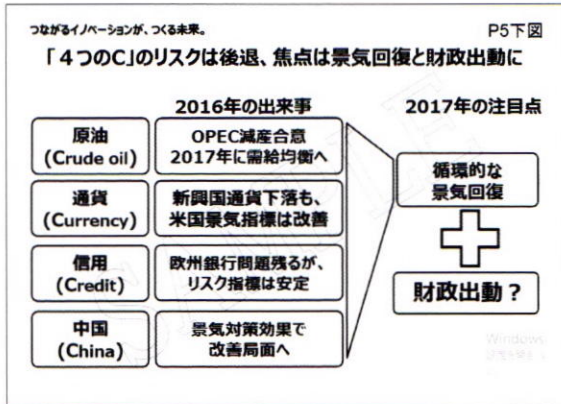 つながるイノベーションが、つくる未来。
P5下図
「4つのC」のリスクは後退、焦点は景気回復と財政出動に
2016年の出来事
2017年の注目点
原油
(Crude oil)
OPEC減産合意
2017年に需給均衡へ
通貨
(Currency)
新興国通貨下落も、
米国景気指標は改善
信用
(Credit)
欧州銀行問題残るが、
リスク指標は安定
中国
(China)
景気対策効果で
改善局面へ
循環的な
景気回復
財政出動？
SAMPLE
Windows